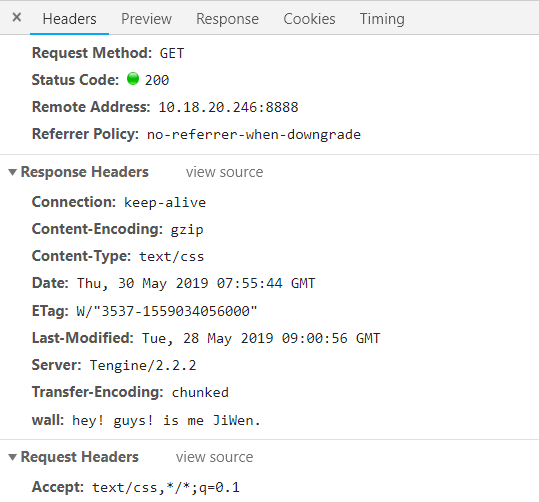 × Headers Preview Response Cookies Timing
Request Method: GET
Status Code: 200
Remote Address: 10.18.20.246:8888
Referrer Policy: no-referrer-when-downgrade
Response Headers view source
Connection: keep-alive
Content-Encoding: gzip
Content-Type: text/css
Date: Thu, 30 May 2019 07:55:44 GMT
ETag: W/"3537-1559034056000"
Last-Modified: Tue, 28 May 2019 09:00:56 GMT
Server: Tengine/2.2.2
Transfer-Encoding: chunked
wall: hey! guys! is me JiWen.
Request Headers view source
Accept: text/css,*/*;q=0.1